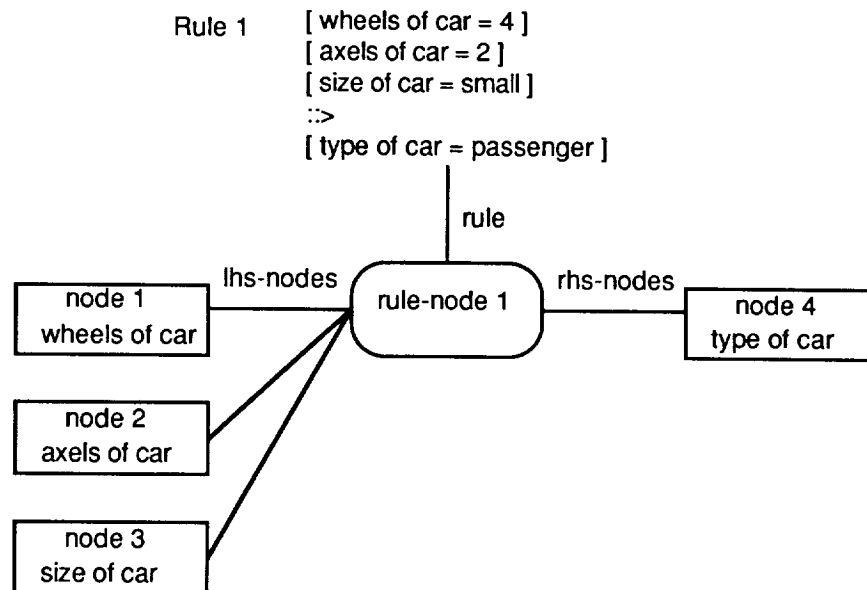 Rule 1
[ wheels of car = 4 ]
[ axels of car = 2 ]
[ size of car = small ]
::>
[ type of car = passenger ]
rule
lhs-nodes
rule-node 1
rhs-nodes
node 1
wheels of car
node 4
type of car
node 2
axels of car
node 3
size of car